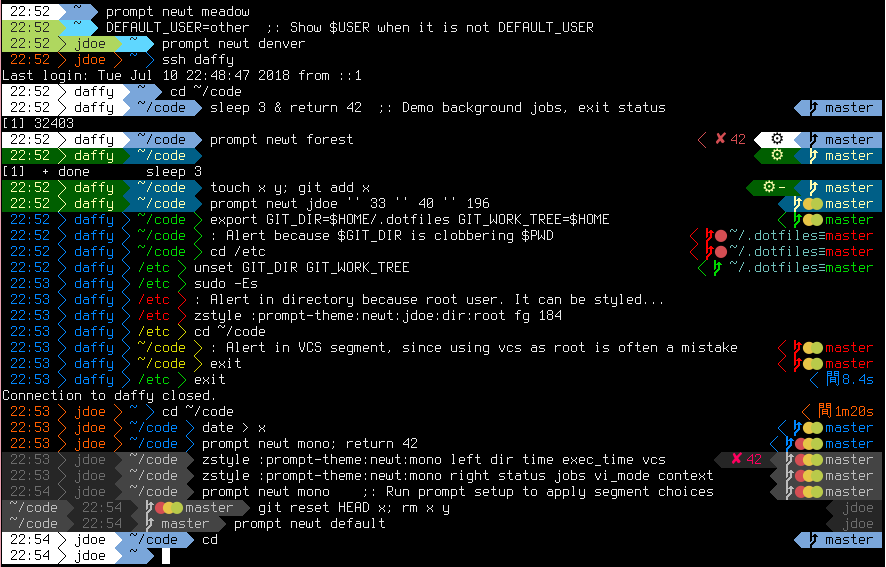 22:52 ~ prompt newt meadow
22:52 ~ DEFAULT_USER=other ;: Show $USER when it is not DEFAULT_USER
22:52 jdoe ~ prompt newt denver
22:52 jdoe ~ ssh daffy
Last login: Tue Jul 10 22:48:47 2018 from ::1
22:52 daffy ~ cd ~/code
22:52 daffy ~/code sleep 3 & return 42 ;: Demo background jobs, exit status master
[1] 32403
22:52 daffy ~/code prompt newt forest ✘ 42 ⚙ master
22:52 daffy ~/code ⚙ master
[1] + done sleep 3
22:52 daffy ~/code touch x y; git add x ⚙− master
22:52 daffy ~/code prompt newt jdoe '' 33 '' 40 '' 196 master
22:52 daffy ~/code export GIT_DIR=$HOME/.dotfiles GIT_WORK_TREE=$HOME master
22:52 daffy ~/code : Alert because $GIT_DIR is clobbering $PWD ~/.dotfiles≡master
22:52 daffy ~/code cd /etc ~/.dotfiles≡master
22:52 daffy /etc unset GIT_DIR GIT_WORK_TREE ~/.dotfiles≡master
22:53 daffy /etc sudo -Es
22:53 daffy /etc : Alert in directory because root user. It can be styled...
22:53 daffy /etc zstyle :prompt-theme:newt:jdoe:dir:root fg 184
22:53 daffy /etc cd ~/code
22:53 daffy ~/code : Alert in VCS segment, since using vcs as root is often a mistake master
22:53 daffy ~/code exit master
22:53 daffy /etc exit 間8.4s
Connection to daffy closed.
22:53 jdoe ~ cd ~/code 間1m20s
22:53 jdoe ~/code date > x master
22:53 jdoe ~/code prompt newt mono; return 42 master
22:53 jdoe ~/code zstyle :prompt-theme:newt:mono left dir time exec_time vcs ✘ 42 master
22:53 jdoe ~/code zstyle :prompt-theme:newt:mono right status jobs vi_mode context master
22:54 jdoe ~/code prompt newt mono ;: Run prompt setup to apply segment choices master
~/code 22:54 master git reset HEAD x; rm x y jdoe
~/code 22:54 master prompt newt default jdoe
22:54 jdoe ~/code cd master
22:54 jdoe ~